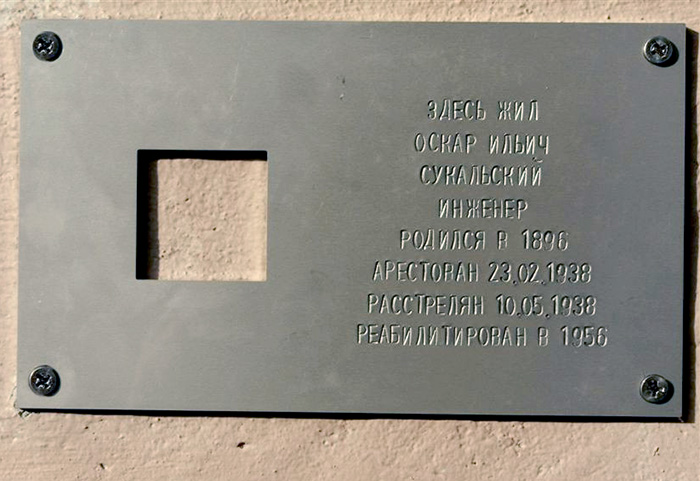 ЗДЕСЬ ЖИЛ
ОСКАР ИЛЬИЧ
СУКАЛЬСКИЙ
ИНЖЕНЕР
РОДИЛСЯ В 1896
АРЕСТОВАН 23.02.1938
РАССТРЕЛЯН 10.05.1938
РЕАБИЛИТИРОВАН В 1956